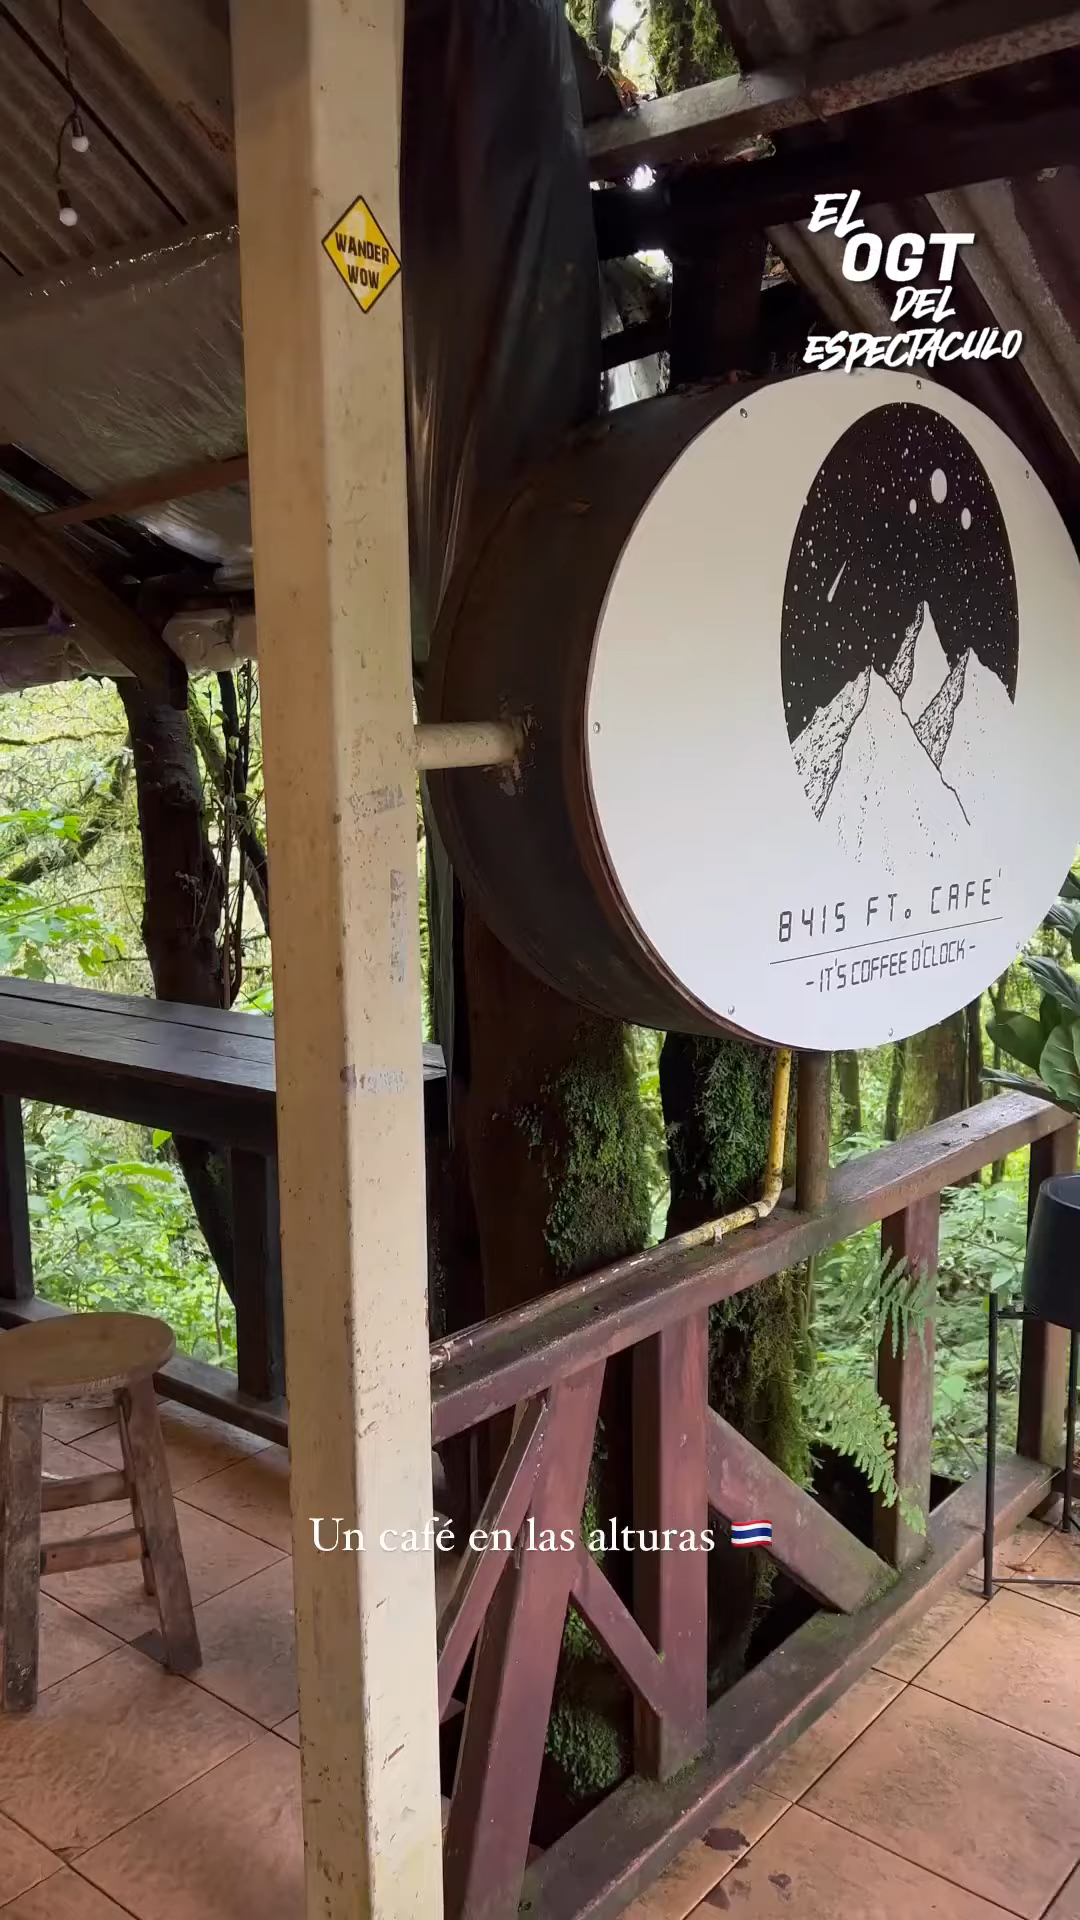 EL
OGT
DEL
ESPECTACULO
WANDER
WOW
8415 FT. CAFE'
-IT'S COFFEE O'CLOCK-
Un café en las alturas 🇹🇭